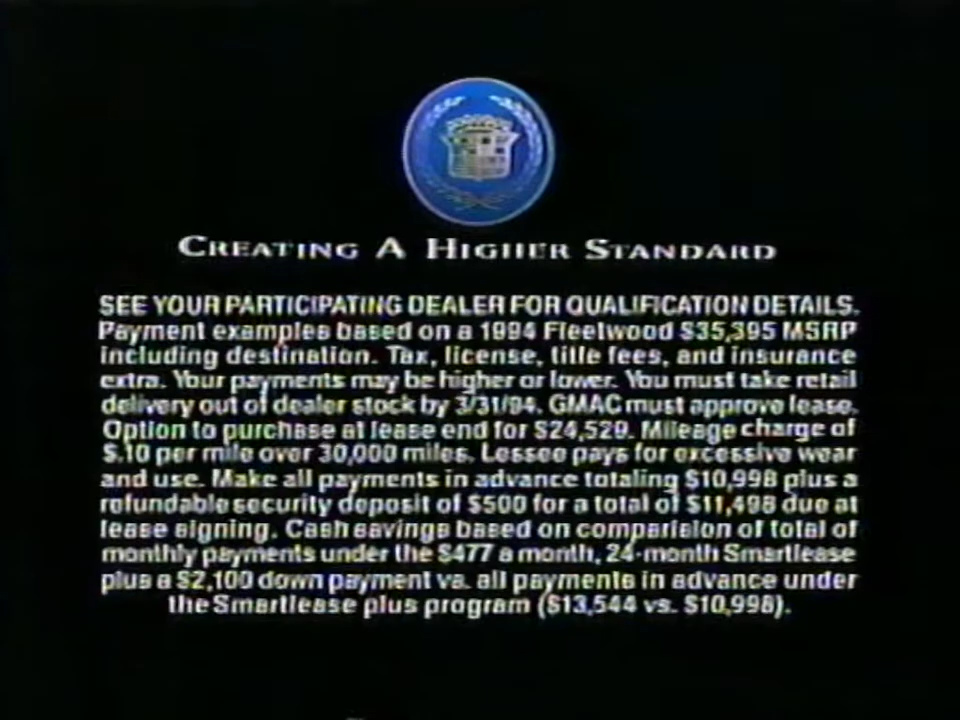 CREATING A HIGHER STANDARD
SEE YOUR PARTICIPATING DEALER FOR QUALIFICATION DETAILS.
Payment examples based on a 1994 Fleetwood $35,395 MSRP
including destination. Tax, license, title fees, and insurance
extra. Your payments may be higher or lower. You must take retail
delivery out of dealer stock by 3/31/94. GMAC must approve lease.
Option to purchase at lease end for $24,529. Mileage charge of
$.10 per mile over 30,000 miles. Lessee pays for excessive wear
and use. Make all payments in advance totaling $10,998 plus a
refundable security deposit of $500 for a total of $11,498 due at
lease signing. Cash savings based on comparision of total of
monthly payments under the $477 a month, 24-month Smartlease
plus a $2,100 down payment vs. all payments in advance under
the Smartlease plus program ($13,544 vs. $10,998).